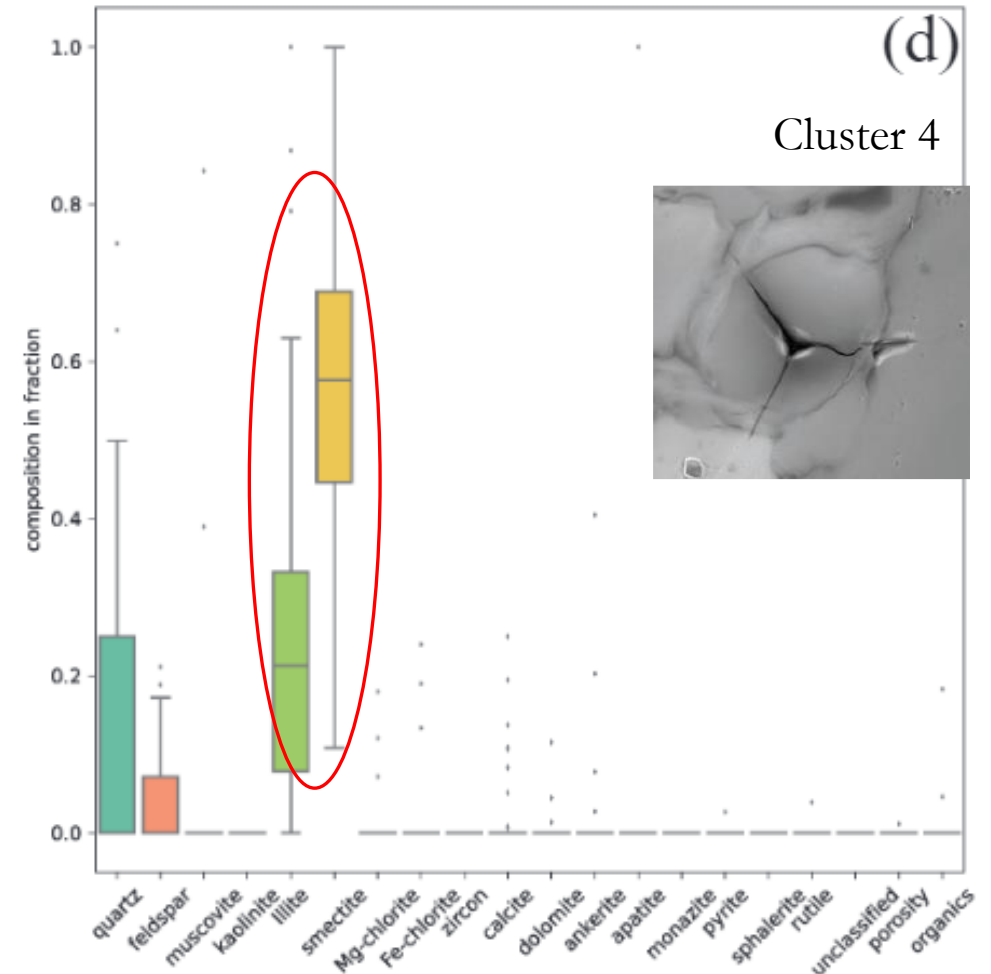 (d)
Cluster 4
composition in fraction
1.0
0.8
0.6
0.4
0.2
0.0
quartz
feldspar
muscovite
kaolinite
Illite
smectite
Mg-chlorite
Fe-chlorite
zircon
calcite
dolomite
ankerite
apatite
monazite
pyrite
sphalerite
rutile
unclassified
porosity
organics